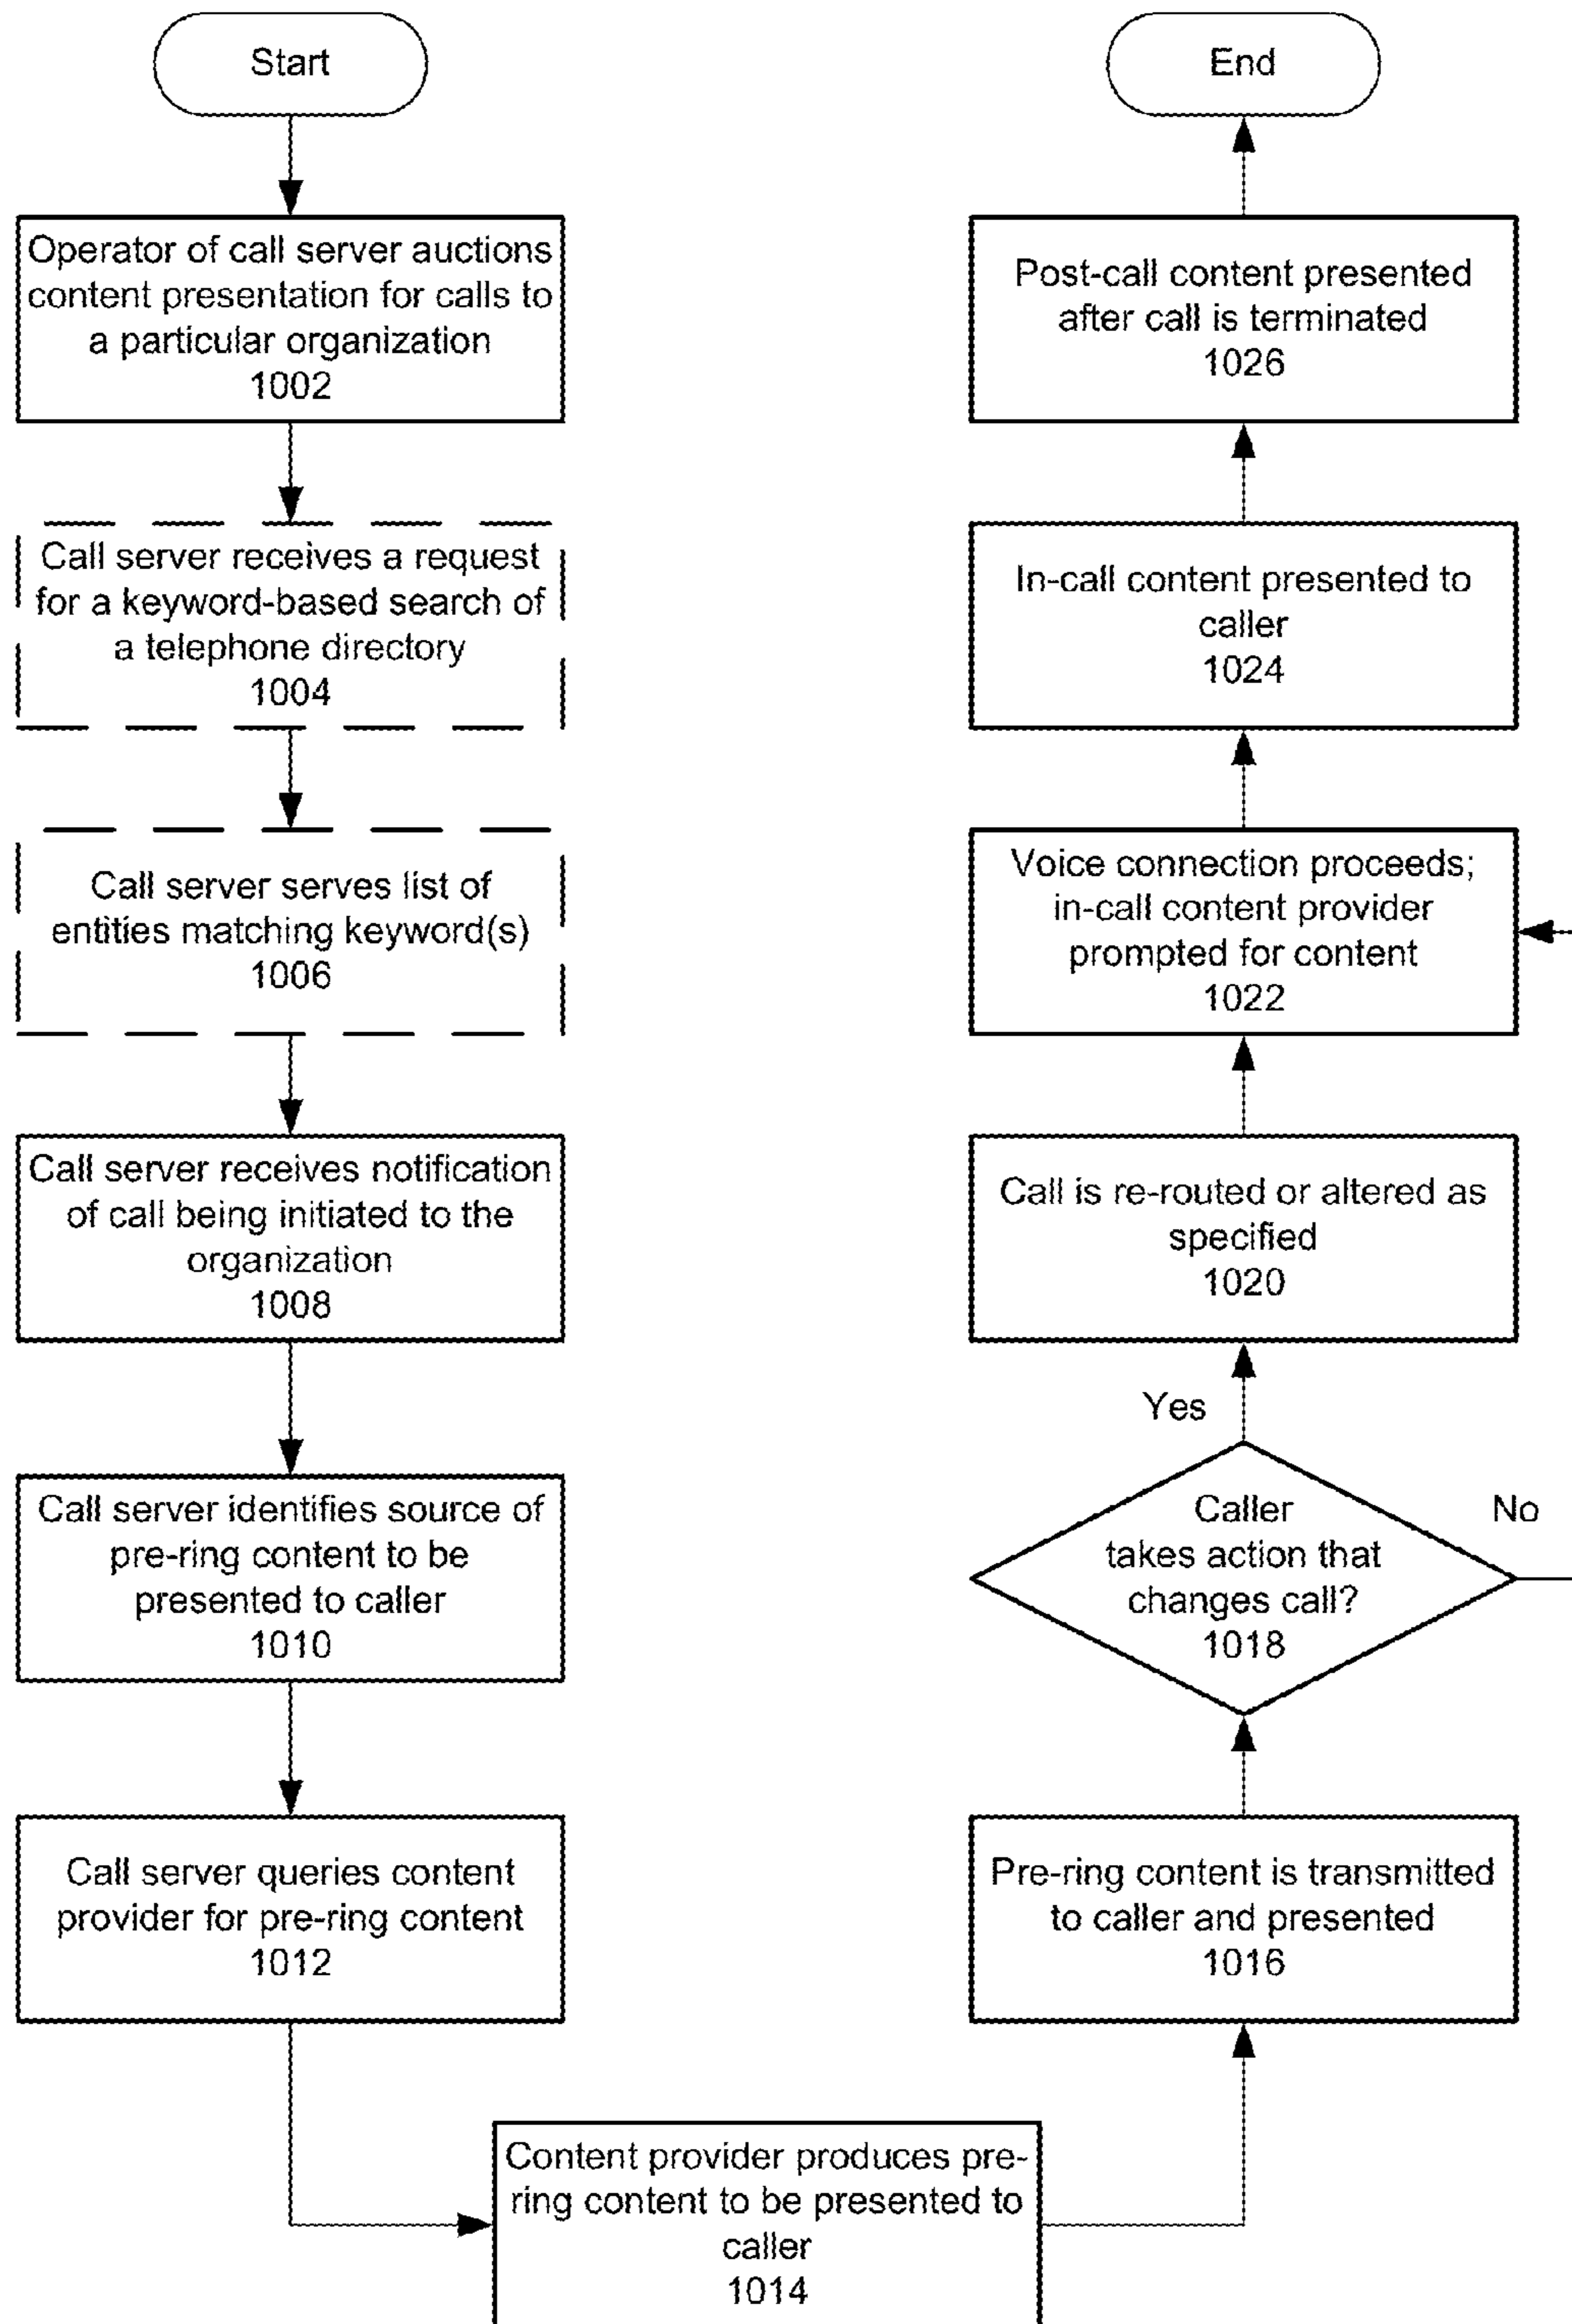 Start
Operator of call server auctions
content presentation for calls to
a particular organization
1002
Call server receives a request
for a keyword-based search of
a telephone directory
1004
Call server serves list of
entities matching keyword(s)
1006
Call server receives notification
of call being initiated to the
organization
1008
Call server identifies source of
pre-ring content to be
presented to caller
1010
Call server queries content
provider for pre-ring content
1012
Content provider produces pre-
ring content to be presented to
caller
1014
Pre-ring content is transmitted
to caller and presented
1016
Caller
takes action that
changes call?
1018
Yes
No
Call is re-routed or altered as
specified
1020
Voice connection proceeds;
in-call content provider
prompted for content
1022
In-call content presented to
caller
1024
Post-call content presented
after call is terminated
1026
End